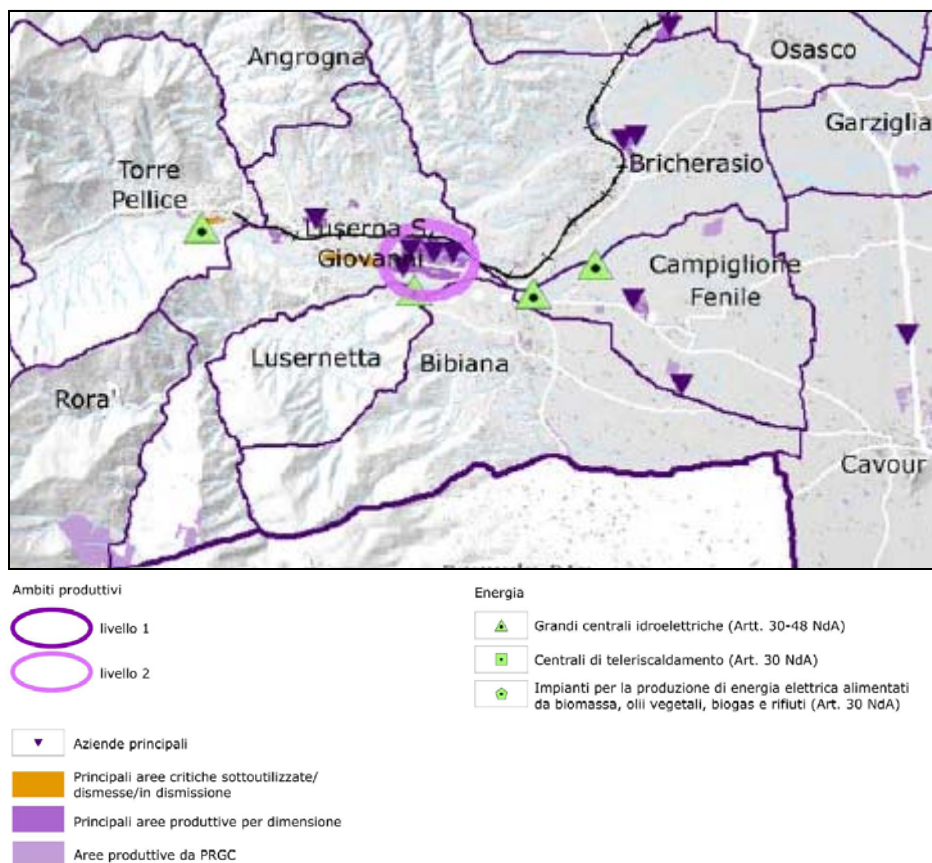 Angrogna
Osasco
Garziglia
Torre
Pellice
Bricherasio
Luserna S.
Giovanni
Campiglione
Fenile
Lusernetta
Bibiana
Rora'
Cavour
Ambiti produttivi
livello 1
livello 2
Aziende principali
Principali aree critiche sottoutilizzate/
dismesse/in dismissione
Principali aree produttive per dimensione
Aree produttive da PRGC
Energia
Grandi centrali idroelettriche (Artt. 30-48 NdA)
Centrali di teleriscaldamento (Art. 30 NdA)
Impianti per la produzione di energia elettrica alimentati
da biomassa, olii vegetali, biogas e rifiuti (Art. 30 NdA)